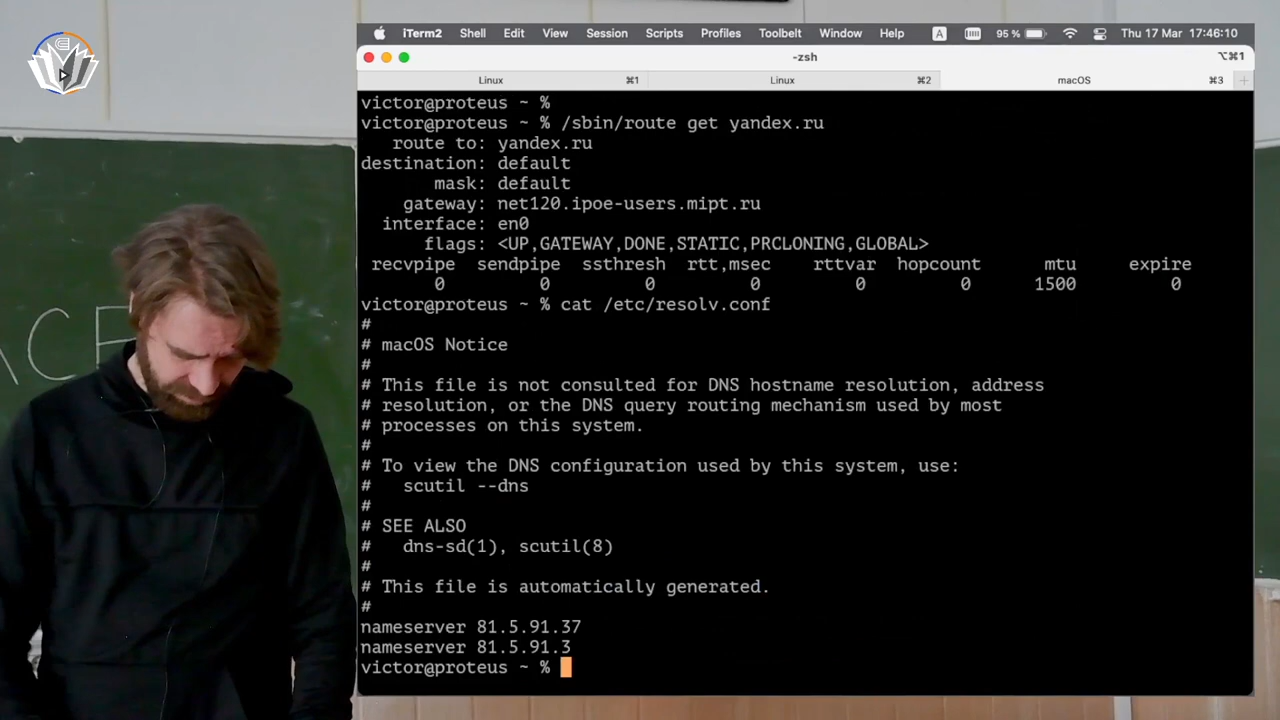 iTerm2 Shell Edit View Session Scripts Profiles Toolbelt Window Help A 95 % Thu 17 Mar 17:46:10
-zsh ⌥⌘1
Linux ⌘1 Linux ⌘2 macOS ⌘3 +
victor@proteus ~ %
victor@proteus ~ % /sbin/route get yandex.ru
route to: yandex.ru
destination: default
mask: default
gateway: net120.ipoe-users.mipt.ru
interface: en0
flags: <UP,GATEWAY,DONE,STATIC,PRCLONING,GLOBAL>
recvpipe sendpipe ssthresh rtt,msec rttvar hopcount mtu expire
0 0 0 0 0 0 1500 0
victor@proteus ~ % cat /etc/resolv.conf
#
# macOS Notice
#
# This file is not consulted for DNS hostname resolution, address
# resolution, or the DNS query routing mechanism used by most
# processes on this system.
#
# To view the DNS configuration used by this system, use:
# scutil --dns
#
# SEE ALSO
# dns-sd(1), scutil(8)
#
# This file is automatically generated.
#
nameserver 81.5.91.37
nameserver 81.5.91.3
victor@proteus ~ %